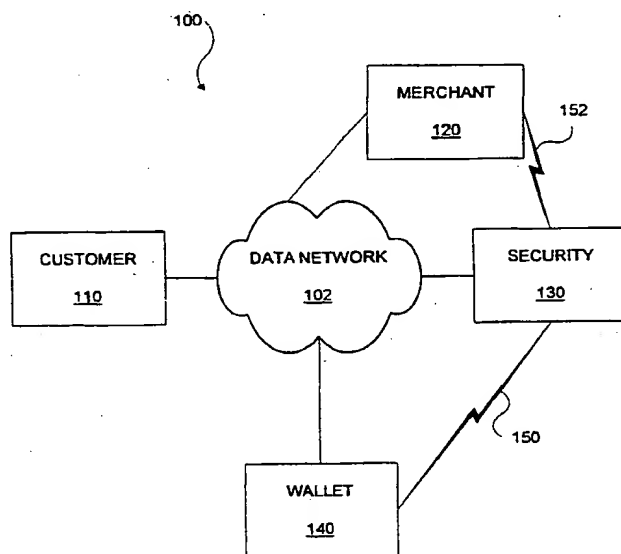 100
MERCHANT
120
152
CUSTOMER
110
DATA NETWORK
102
SECURITY
130
150
WALLET
140